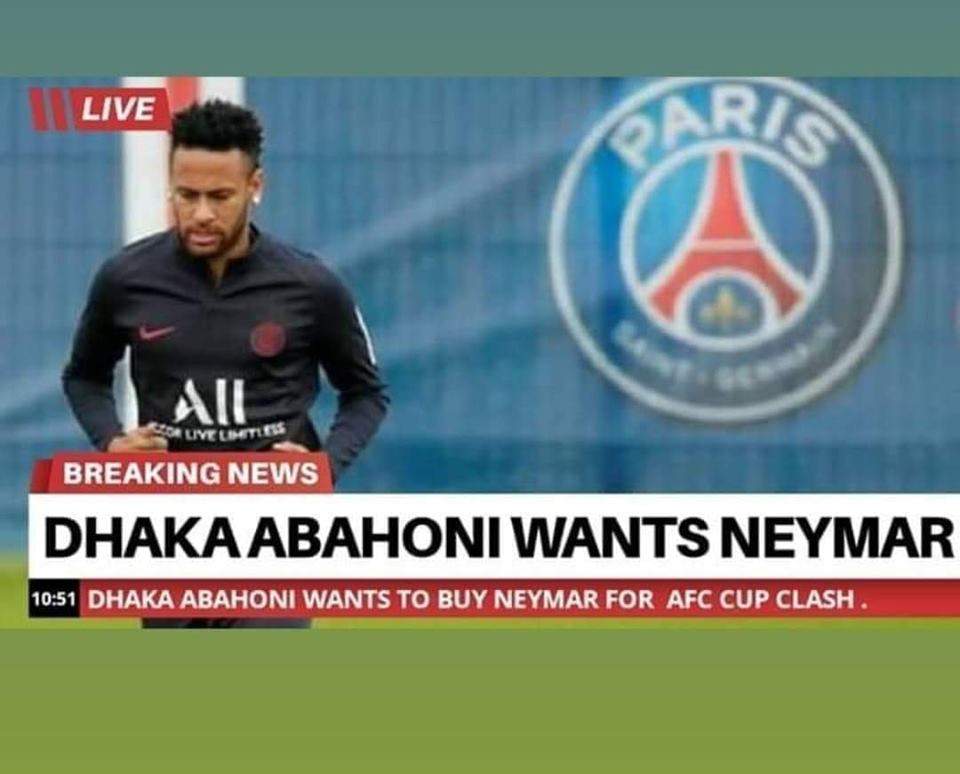 LIVE
PARIS
SAINT-GERMAIN
ALL
ACCOR LIVE LIMITLESS
BREAKING NEWS
DHAKA ABAHONI WANTS NEYMAR
10:51 DHAKA ABAHONI WANTS TO BUY NEYMAR FOR AFC CUP CLASH .